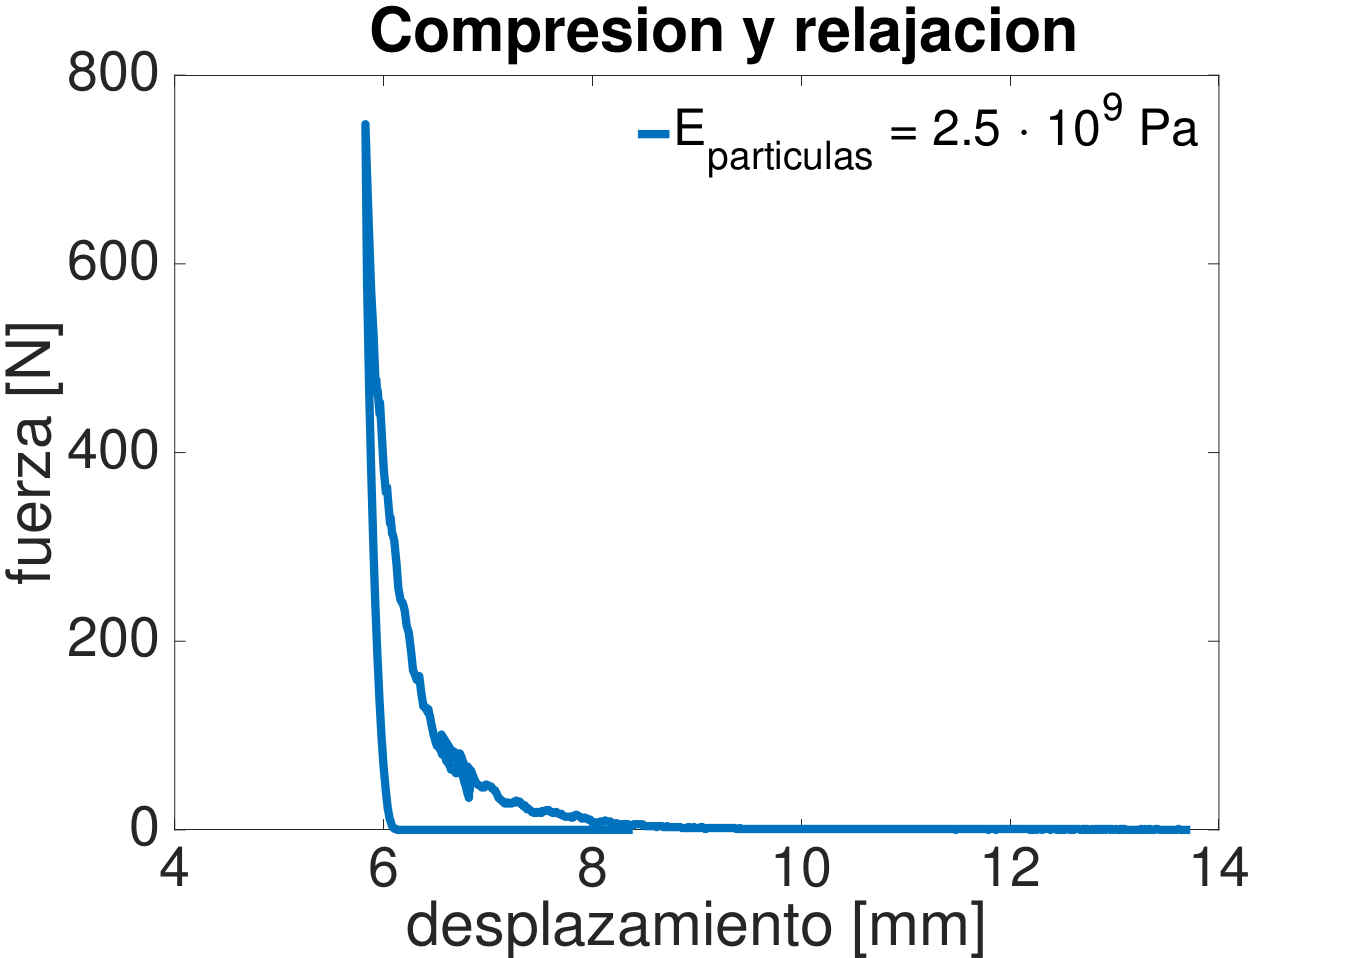 Compresion y relajacion
E_particulas = 2.5 · 10^9 Pa
800
600
400
200
0
fuerza [N]
4 6 8 10 12 14
desplazamiento [mm]